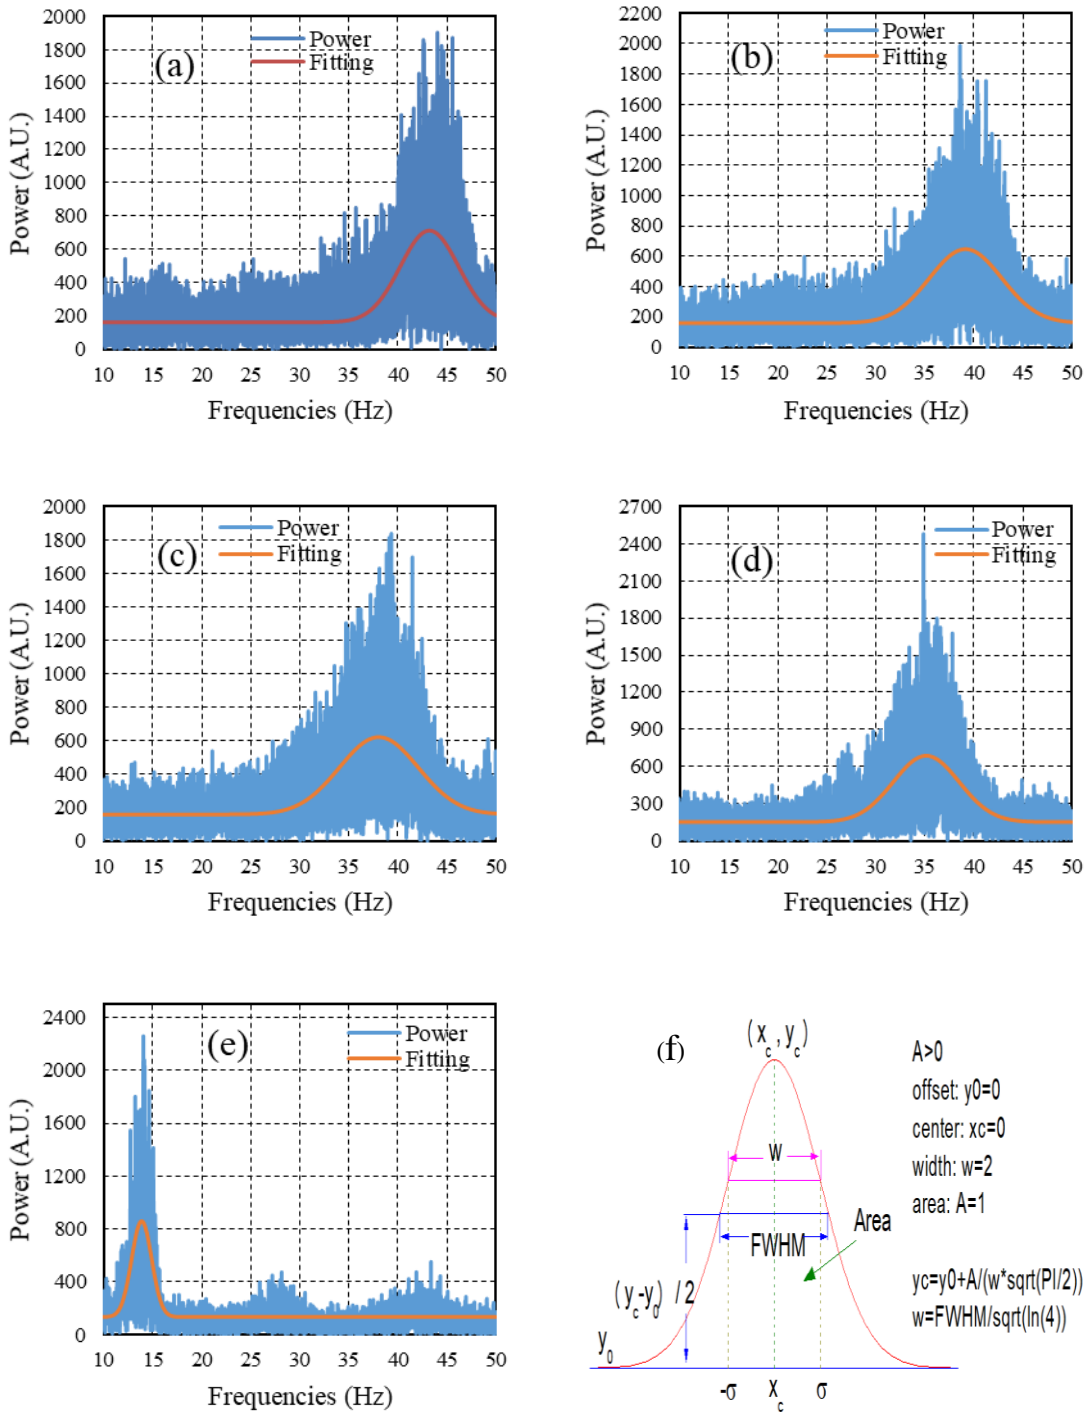 2000
1800
1600
1400
1200
1000
800
600
400
200
0
Power (A.U.)
(a)
Power
Fitting
10 15 20 25 30 35 40 45 50
Frequencies (Hz)
2200
2000
1800
1600
1400
1200
1000
800
600
400
200
0
Power (A.U.)
(b)
Power
Fitting
10 15 20 25 30 35 40 45 50
Frequencies (Hz)
2000
1800
1600
1400
1200
1000
800
600
400
200
0
Power (A.U.)
(c)
Power
Fitting
10 15 20 25 30 35 40 45 50
Frequencies (Hz)
2700
2400
2100
1800
1500
1200
900
600
300
0
Power (A.U.)
(d)
Power
Fitting
10 15 20 25 30 35 40 45 50
Frequencies (Hz)
2400
2000
1600
1200
800
400
0
Power (A.U.)
(e)
Power
Fitting
10 15 20 25 30 35 40 45 50
Frequencies (Hz)
(f)
(x_c, y_c)
w
FWHM
Area
(y_c-y_0) / 2
y_0
-σ x_c σ
A>0
offset: y0=0
center: xc=0
width: w=2
area: A=1
yc=y0+A/(w*sqrt(PI/2))
w=FWHM/sqrt(ln(4))